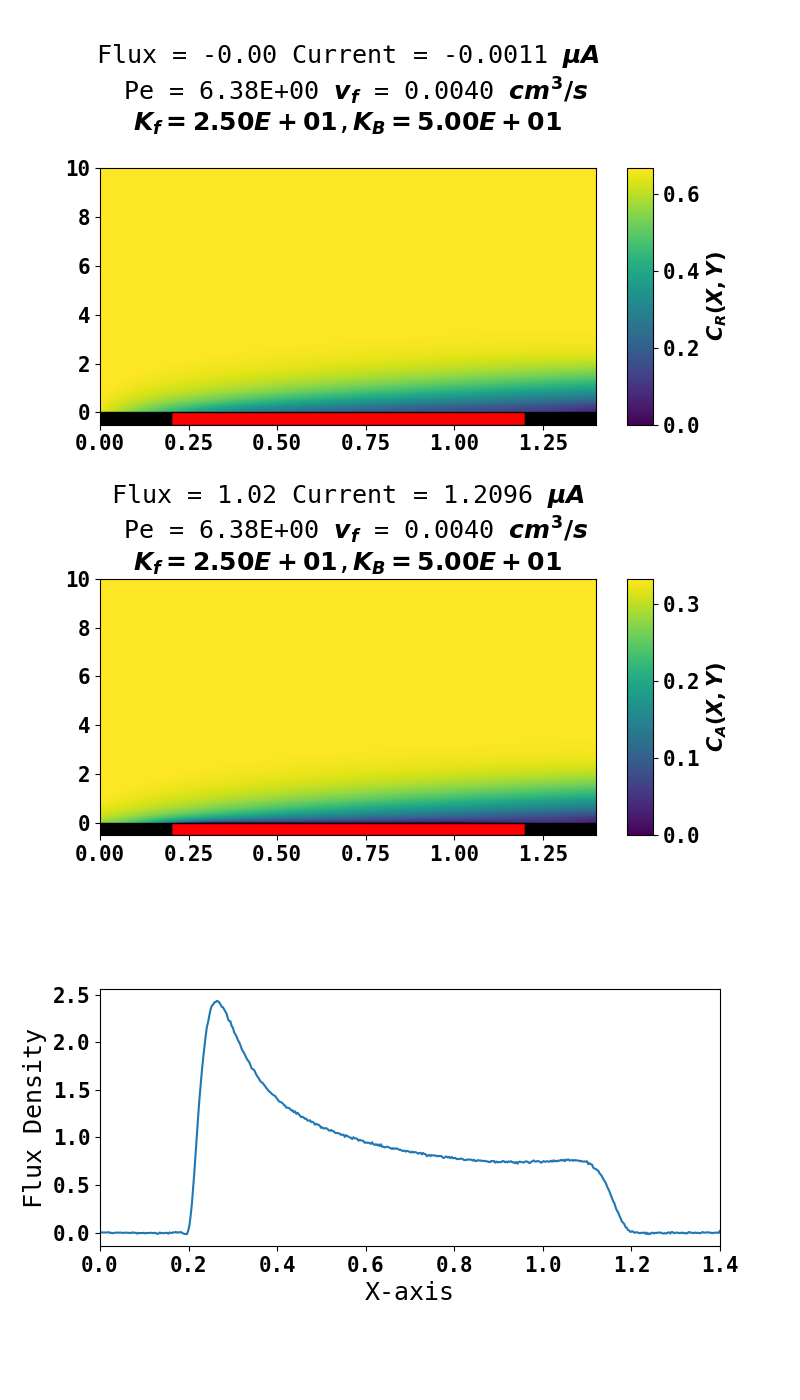 Flux = -0.00 Current = -0.0011 μA
Pe = 6.38E+00 v_f = 0.0040 cm³/s
K_f = 2.50E + 01, K_B = 5.00E + 01
10
8
6
4
2
0
0.00 0.25 0.50 0.75 1.00 1.25
0.6
0.4
0.2
0.0
C_R(X, Y)
Flux = 1.02 Current = 1.2096 μA
Pe = 6.38E+00 v_f = 0.0040 cm³/s
K_f = 2.50E + 01, K_B = 5.00E + 01
10
8
6
4
2
0
0.00 0.25 0.50 0.75 1.00 1.25
0.3
0.2
0.1
0.0
C_A(X, Y)
Flux Density
2.5
2.0
1.5
1.0
0.5
0.0
0.0 0.2 0.4 0.6 0.8 1.0 1.2 1.4
X-axis